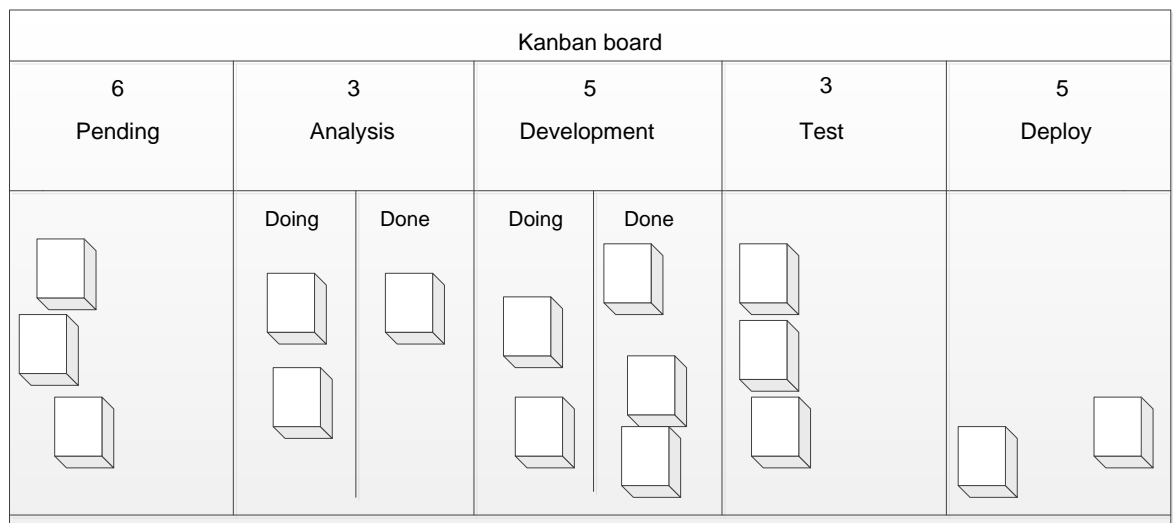 Kanban board
6
Pending
3
Analysis
5
Development
3
Test
5
Deploy
Doing
Done
Doing
Done